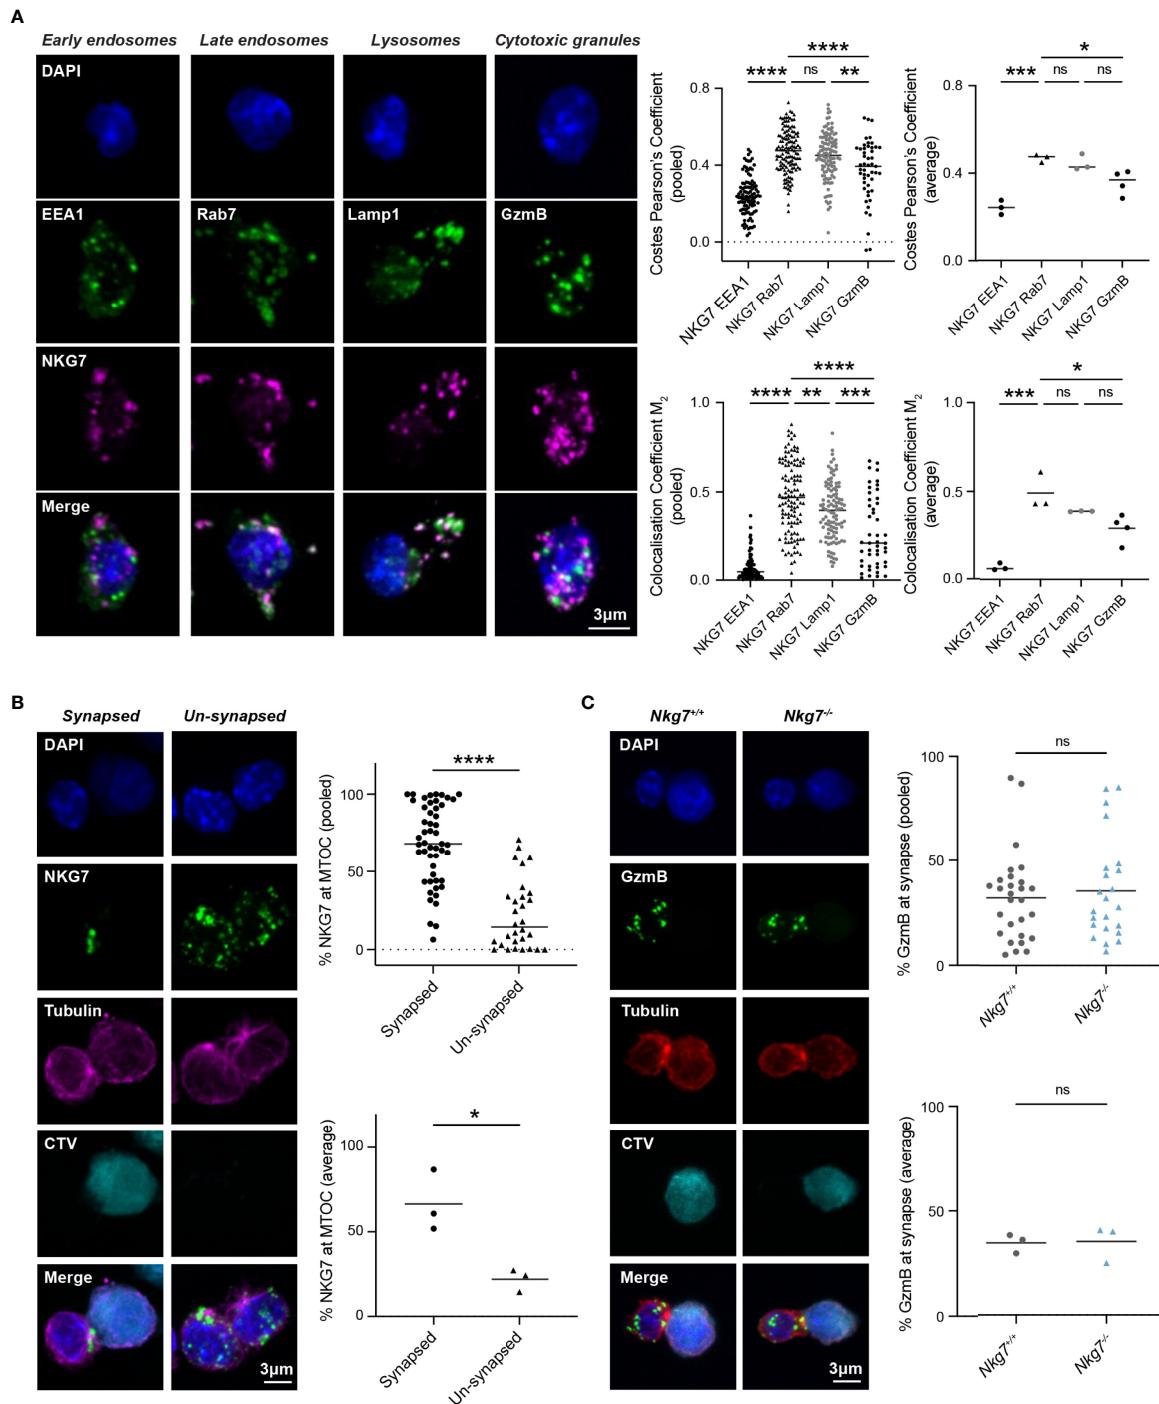 A
Early endosomes
Late endosomes
Lysosomes
Cytotoxic granules
DAPI
EEA1
Rab7
Lamp1
GzmB
NKG7
Merge
3μm
Costes Pearson's Coefficient
(pooled)
0.8
0.4
0.0
****
****
ns
**
NKG7 EEA1
NKG7 Rab7
NKG7 Lamp1
NKG7 GzmB
Costes Pearson's Coefficient
(average)
0.8
0.4
0.0
*
***
ns
ns
NKG7 EEA1
NKG7 Rab7
NKG7 Lamp1
NKG7 GzmB
Colocalisation Coefficient M2
(pooled)
1.0
0.5
0.0
****
****
**
***
NKG7 EEA1
NKG7 Rab7
NKG7 Lamp1
NKG7 GzmB
Colocalisation Coefficient M2
(average)
1.0
0.5
0.0
*
***
ns
ns
NKG7 EEA1
NKG7 Rab7
NKG7 Lamp1
NKG7 GzmB
B
Synapsed
Un-synapsed
DAPI
NKG7
Tubulin
CTV
Merge
3μm
% NKG7 at MTOC (pooled)
100
50
0
****
Synapsed
Un-synapsed
% NKG7 at MTOC (average)
100
50
0
*
Synapsed
Un-synapsed
C
Nkg7+/+
Nkg7-/-
DAPI
GzmB
Tubulin
CTV
Merge
3μm
% GzmB at synapse (pooled)
100
50
0
ns
Nkg7+/+
Nkg7-/-
% GzmB at synapse (average)
100
50
0
ns
Nkg7+/+
Nkg7-/-